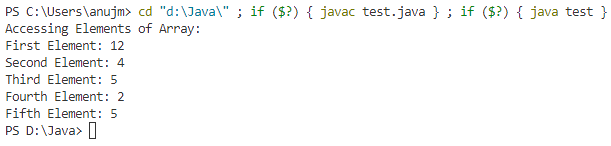 PS C:\Users\anujm> cd "d:\Java\" ; if ($?) { javac test.java } ; if ($?) { java test }
Accessing Elements of Array:
First Element: 12
Second Element: 4
Third Element: 5
Fourth Element: 2
Fifth Element: 5
PS D:\Java>